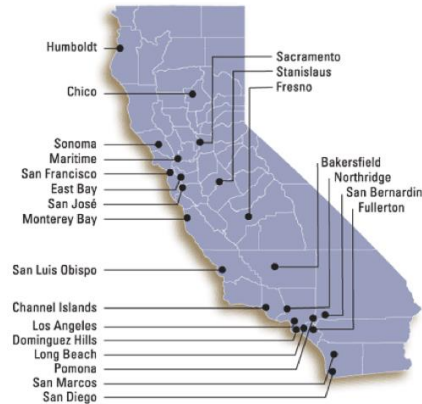 Humboldt
Chico
Sonoma
Maritime
San Francisco
East Bay
San José
Monterey Bay
San Luis Obispo
Channel Islands
Los Angeles
Dominguez Hills
Long Beach
Pomona
San Marcos
San Diego
Sacramento
Stanislaus
Fresno
Bakersfield
Northridge
San Bernardin
Fullerton